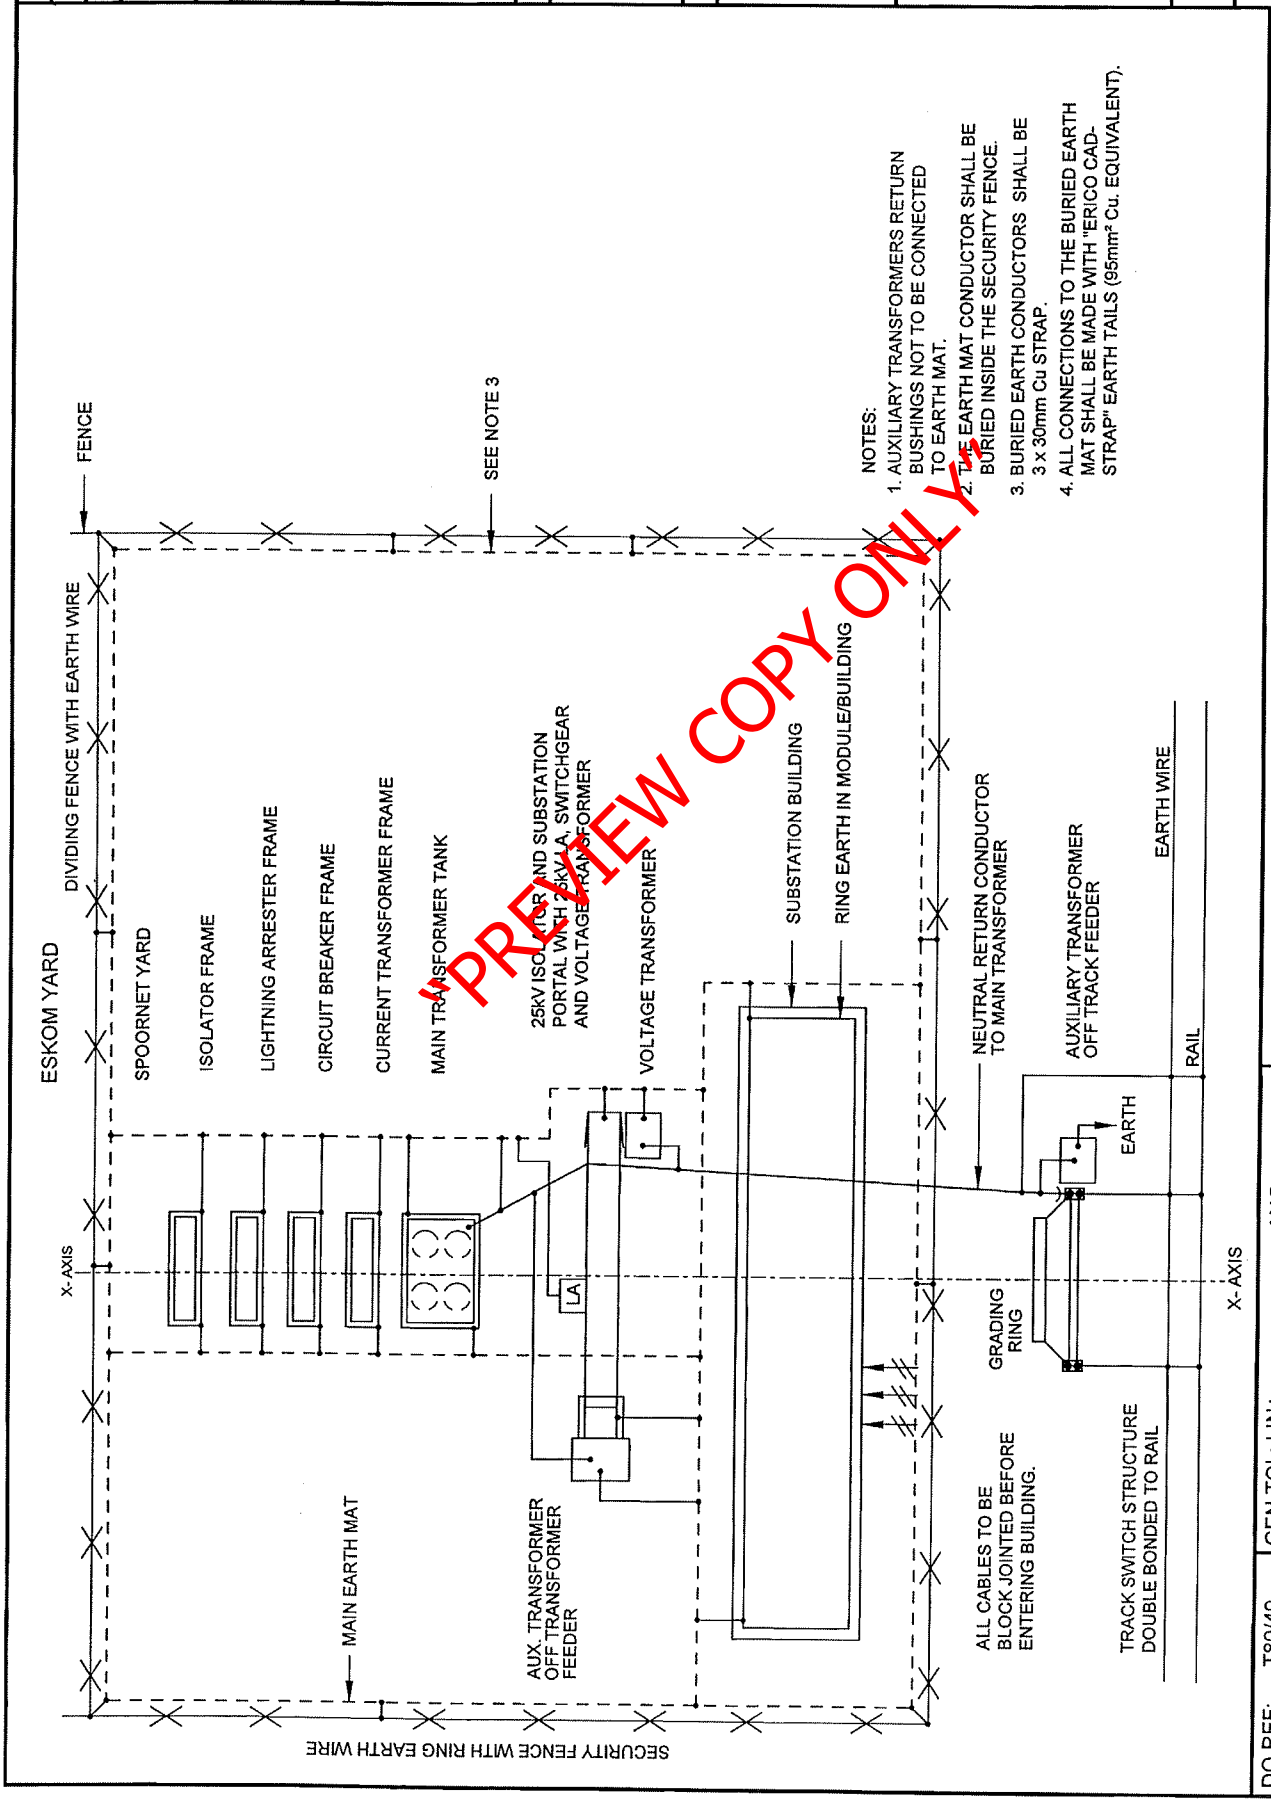 ESKOM YARD
DIVIDING FENCE WITH EARTH WIRE
FENCE
X- AXIS
SPOORNET YARD
ISOLATOR FRAME
LIGHTNING ARRESTER FRAME
CIRCUIT BREAKER FRAME
CURRENT TRANSFORMER FRAME
MAIN TRANSFORMER TANK
SEE NOTE 3
25kV ISOLATOR AND SUBSTATION
PORTAL WITH 25kV LA, SWITCHGEAR
AND VOLTAGE TRANSFORMER
VOLTAGE TRANSFORMER
LA
MAIN EARTH MAT
SECURITY FENCE WITH RING EARTH WIRE
AUX. TRANSFORMER
OFF TRANSFORMER
FEEDER
SUBSTATION BUILDING
RING EARTH IN MODULE/BUILDING
"PREVIEW COPY ONLY"
NOTES:
1. AUXILIARY TRANSFORMERS RETURN
BUSHINGS NOT TO BE CONNECTED
TO EARTH MAT.
2. THE EARTH MAT CONDUCTOR SHALL BE
BURIED INSIDE THE SECURITY FENCE.
3. BURIED EARTH CONDUCTORS SHALL BE
3 x 30mm Cu STRAP.
4. ALL CONNECTIONS TO THE BURIED EARTH
MAT SHALL BE MADE WITH "ERICO CAD-
STRAP" EARTH TAILS (95mm² Cu. EQUIVALENT).
ALL CABLES TO BE
BLOCK JOINTED BEFORE
ENTERING BUILDING.
GRADING
RING
NEUTRAL RETURN CONDUCTOR
TO MAIN TRANSFORMER
AUXILIARY TRANSFORMER
OFF TRACK FEEDER
EARTH
EARTH WIRE
RAIL
TRACK SWITCH STRUCTURE
DOUBLE BONDED TO RAIL
X- AXIS